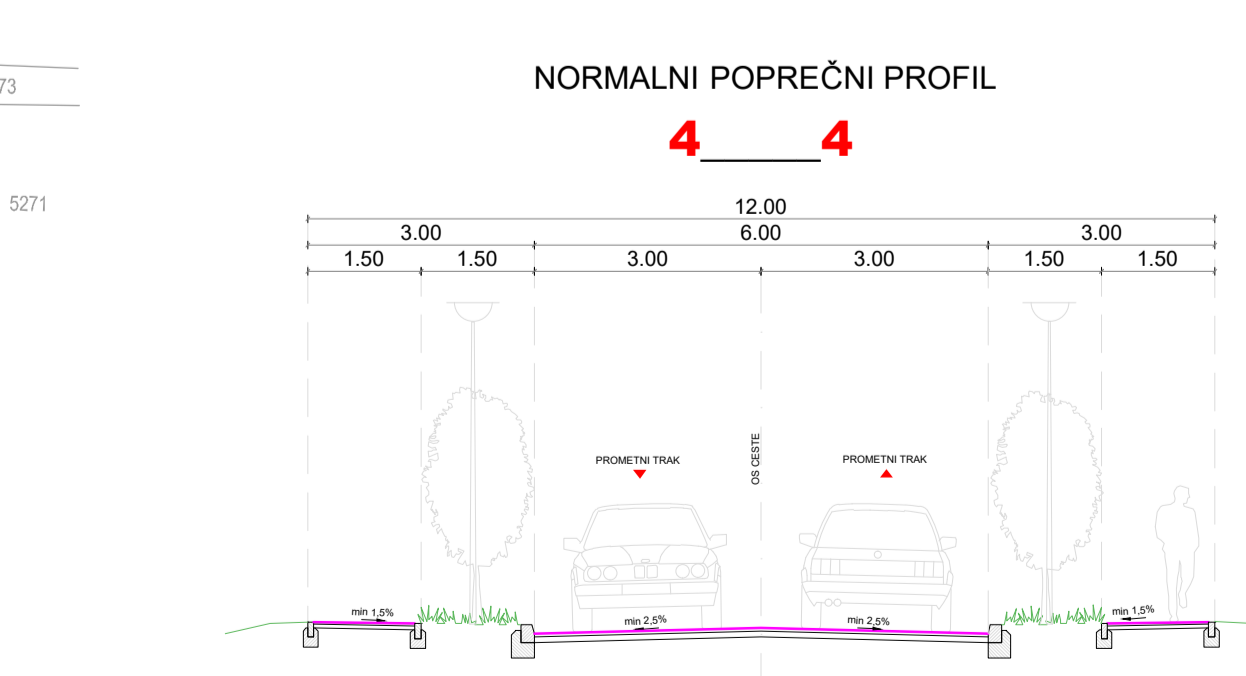 73
5271
NORMALNI POPREČNI PROFIL
4_____4
12.00
3.00 6.00 3.00
1.50 1.50 3.00 3.00 1.50 1.50
PROMETNI TRAK
OS CESTE
PROMETNI TRAK
min 1,5%
min 2,5%
min 2,5%
min 1,5%